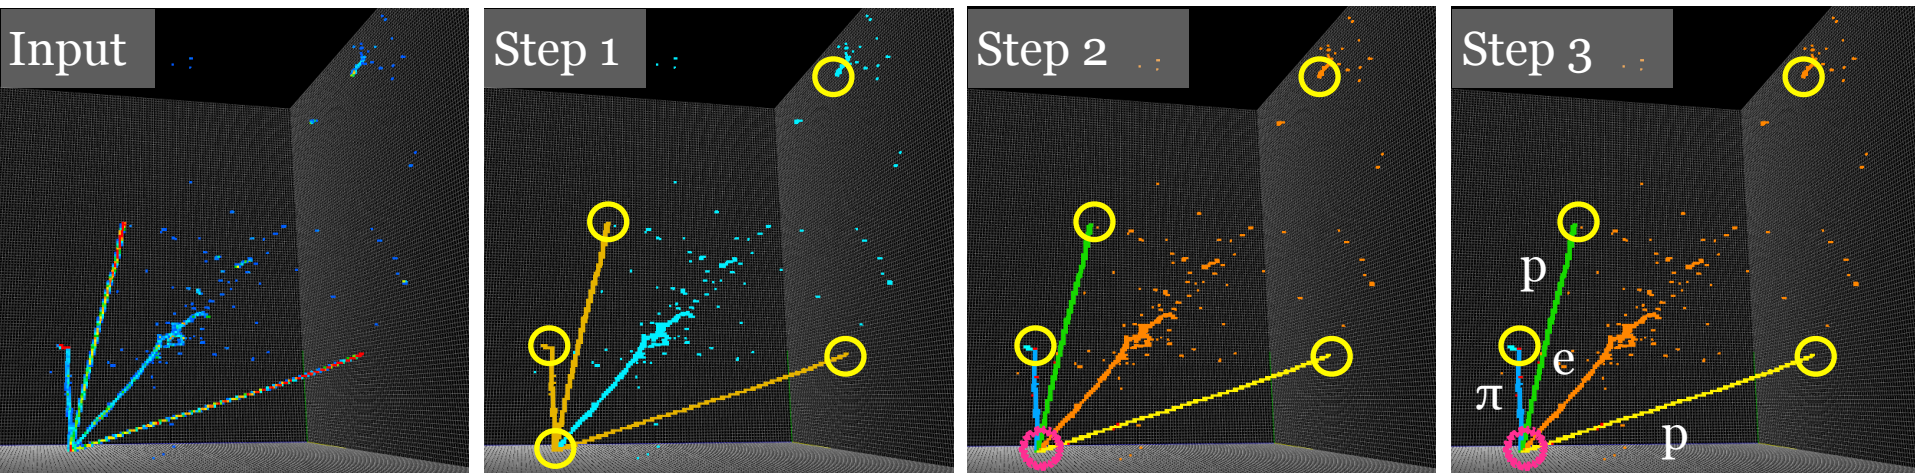 Input
Step 1
Step 2
Step 3
p
e
π
p